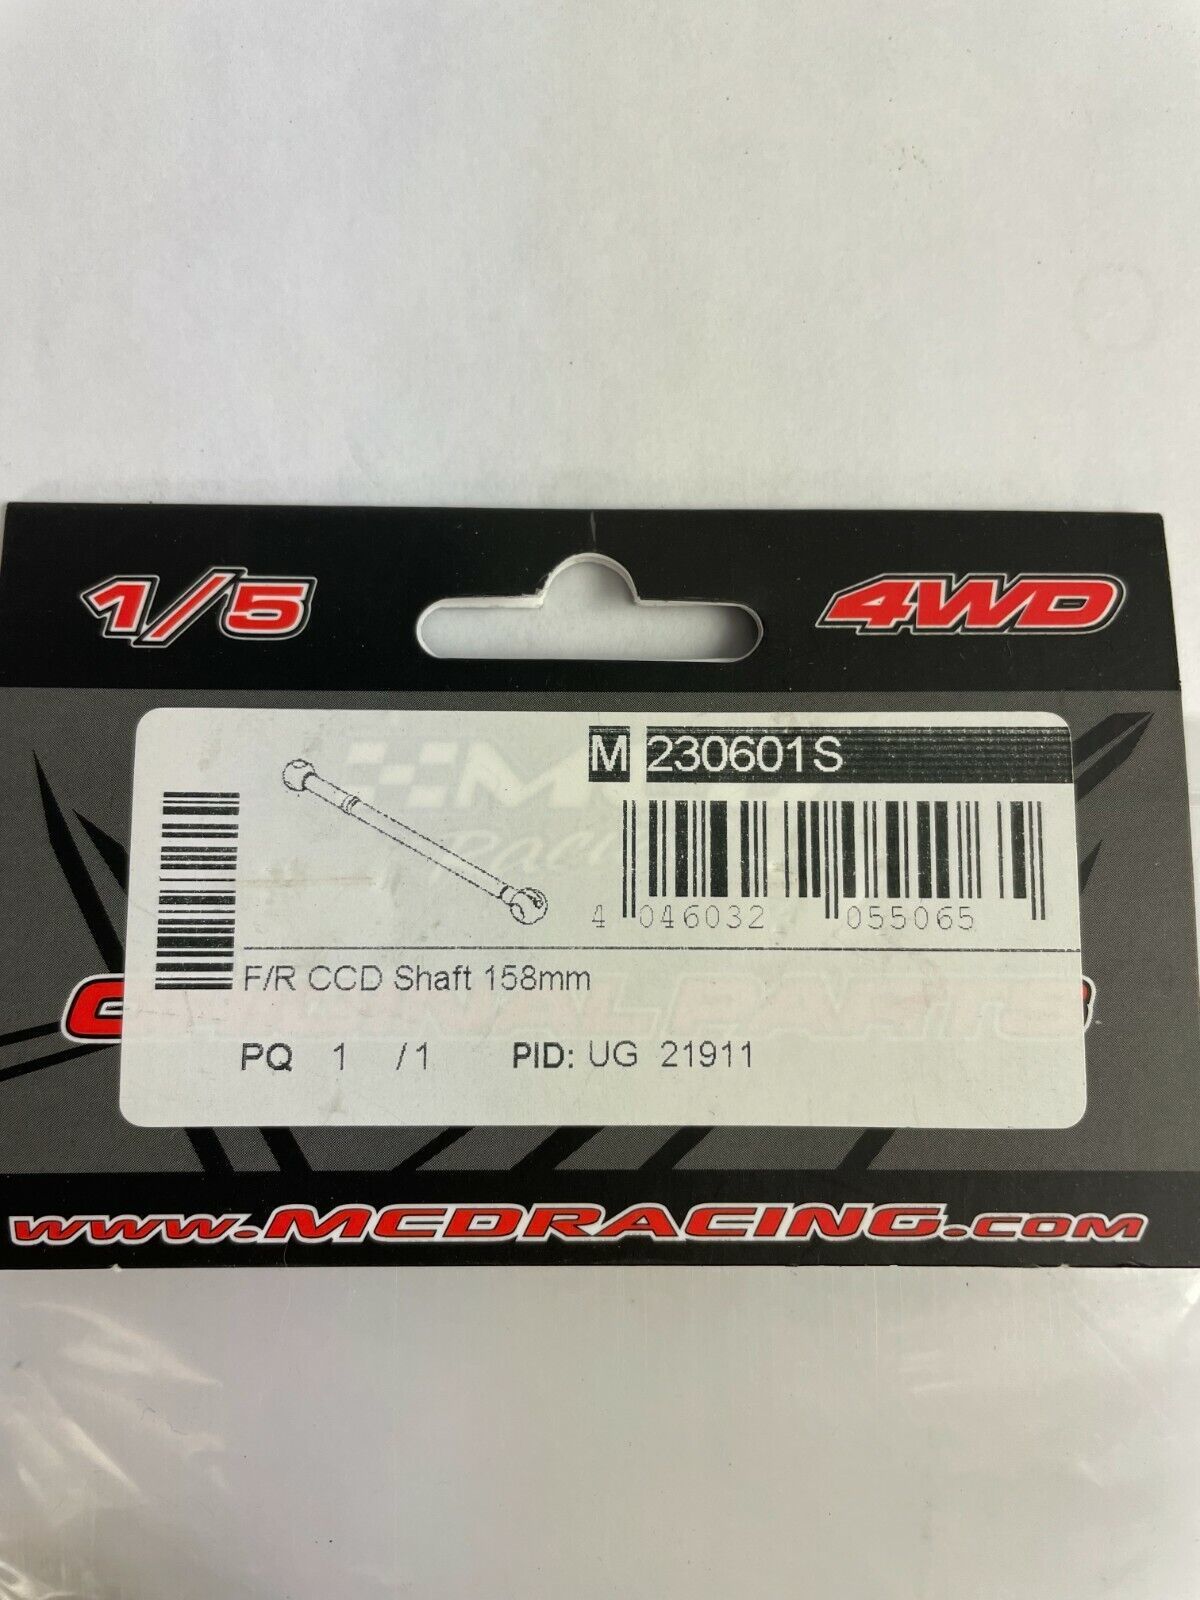 1/5
4WD
M 230601S
4 046032 055065
F/R CCD Shaft 158mm
PQ 1 /1 PID: UG 21911
www.MCDRACING.com